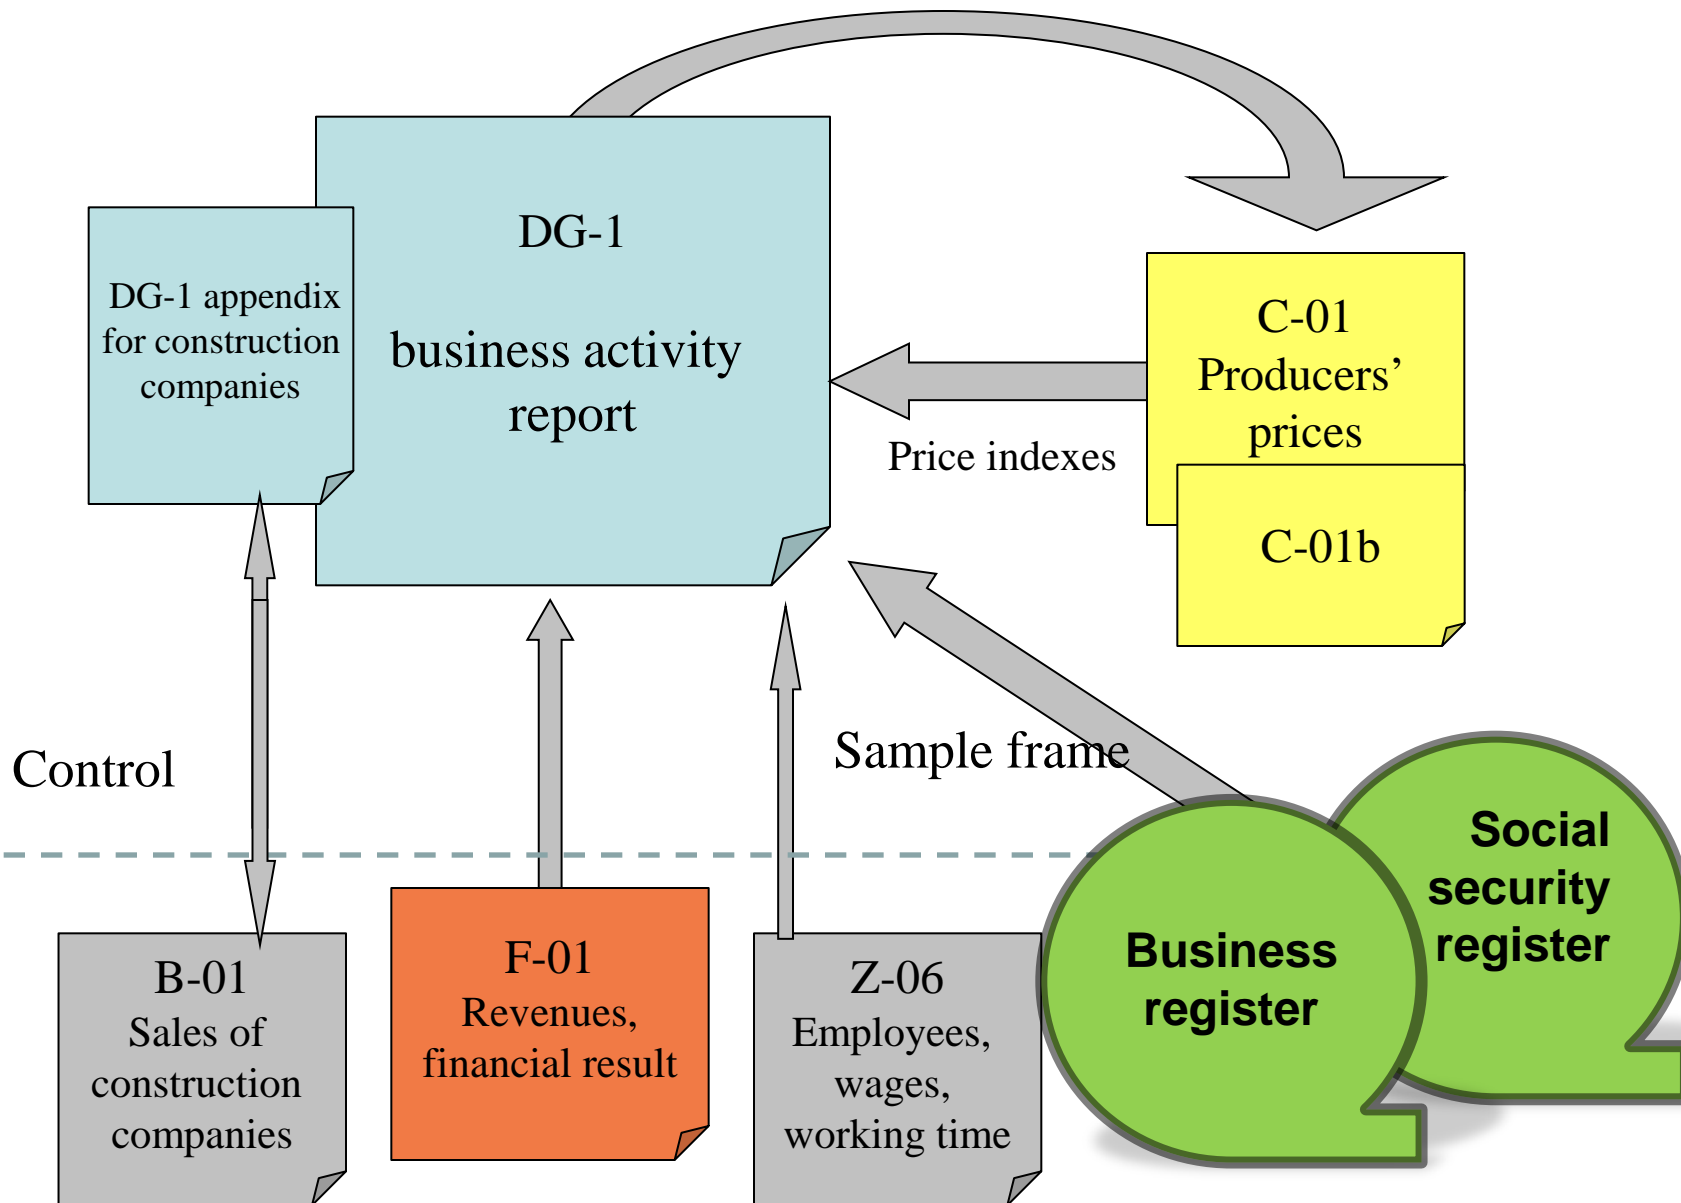 DG-1
business activity
report
DG-1 appendix
for construction
companies
C-01
Producers’
prices
Price indexes
C-01b
Control
Sample frame
Social
security
register
Business
register
B-01
Sales of
construction
companies
F-01
Revenues,
financial result
Z-06
Employees,
wages,
working time